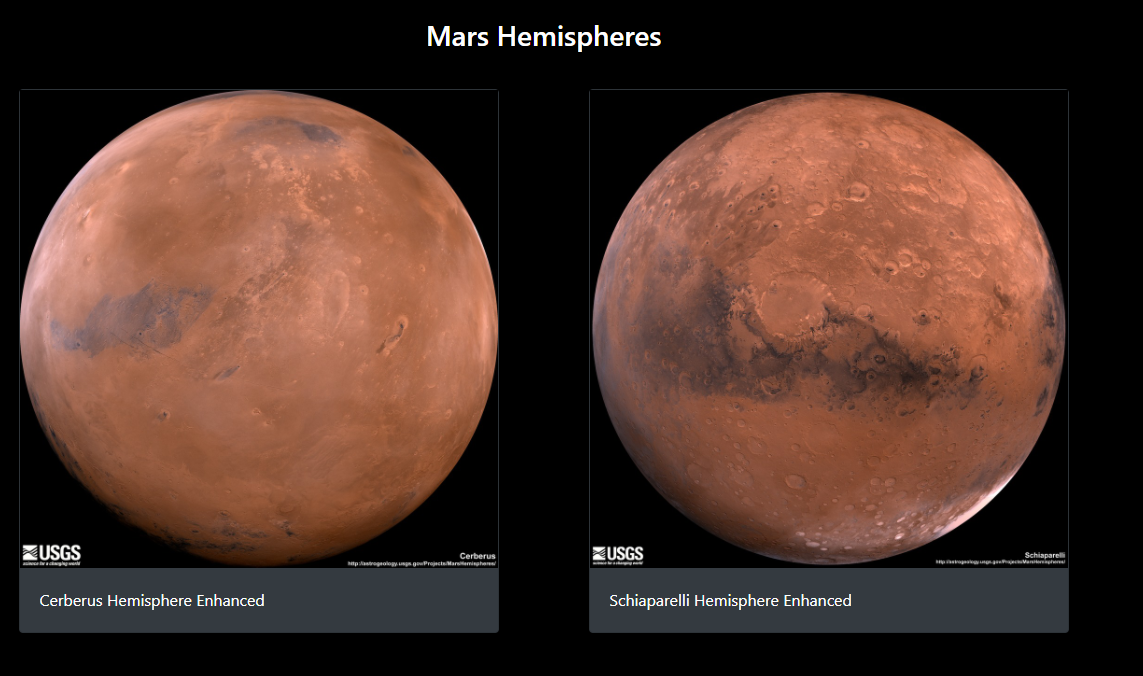 Mars Hemispheres
USGS
science for a changing world
Cerberus
http://astrogeology.usgs.gov/Projects/MarsHemispheres/
Cerberus Hemisphere Enhanced
USGS
science for a changing world
Schiaparelli
http://astrogeology.usgs.gov/Projects/MarsHemispheres/
Schiaparelli Hemisphere Enhanced